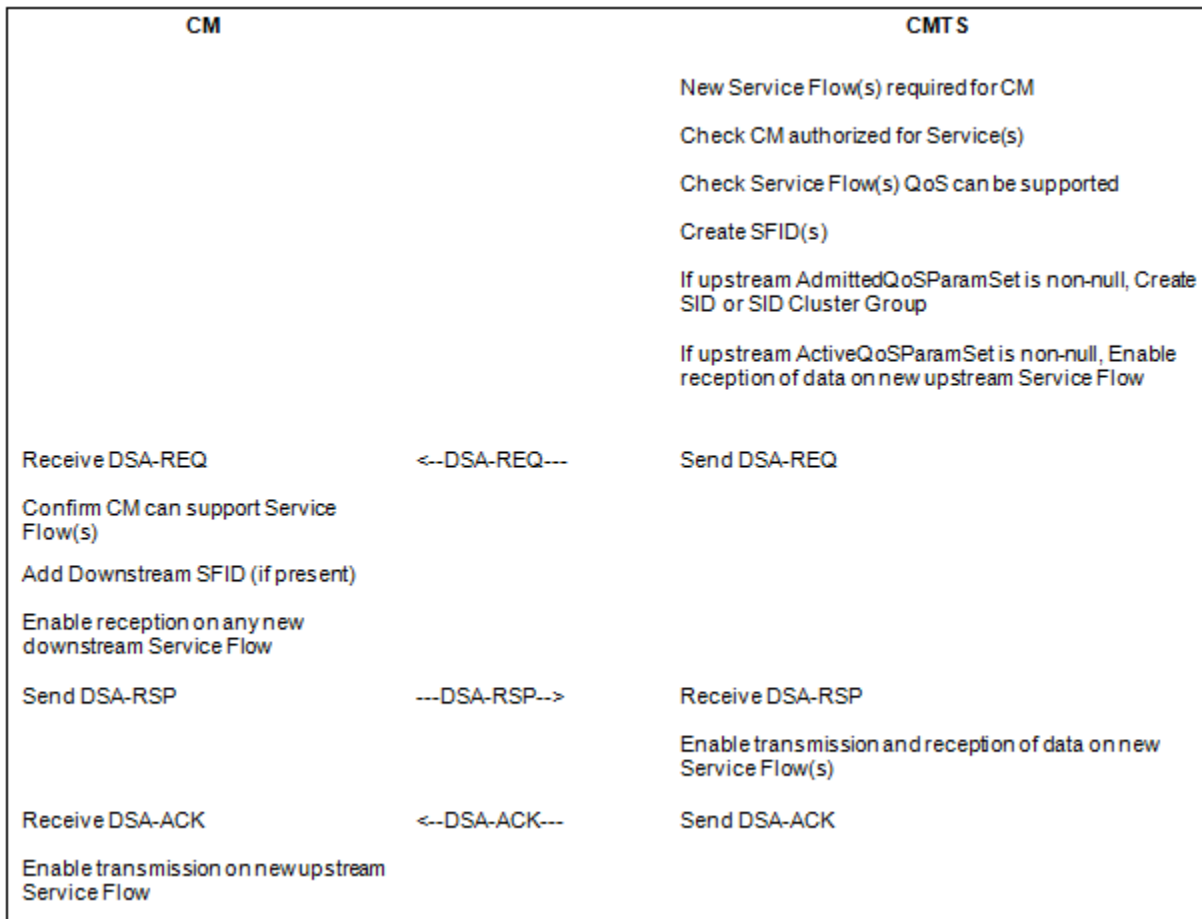 CM CMTS
New Service Flow(s) required for CM
Check CM authorized for Service(s)
Check Service Flow(s) QoS can be supported
Create SFID(s)
If upstream AdmittedQoSParamSet is non-null, Create
SID or SID Cluster Group
If upstream ActiveQoSParamSet is non-null, Enable
reception of data on new upstream Service Flow
Receive DSA-REQ <--DSA-REQ--- Send DSA-REQ
Confirm CM can support Service
Flow(s)
Add Downstream SFID (if present)
Enable reception on any new
downstream Service Flow
Send DSA-RSP ---DSA-RSP--> Receive DSA-RSP
Enable transmission and reception of data on new
Service Flow(s)
Receive DSA-ACK <--DSA-ACK--- Send DSA-ACK
Enable transmission on new upstream
Service Flow